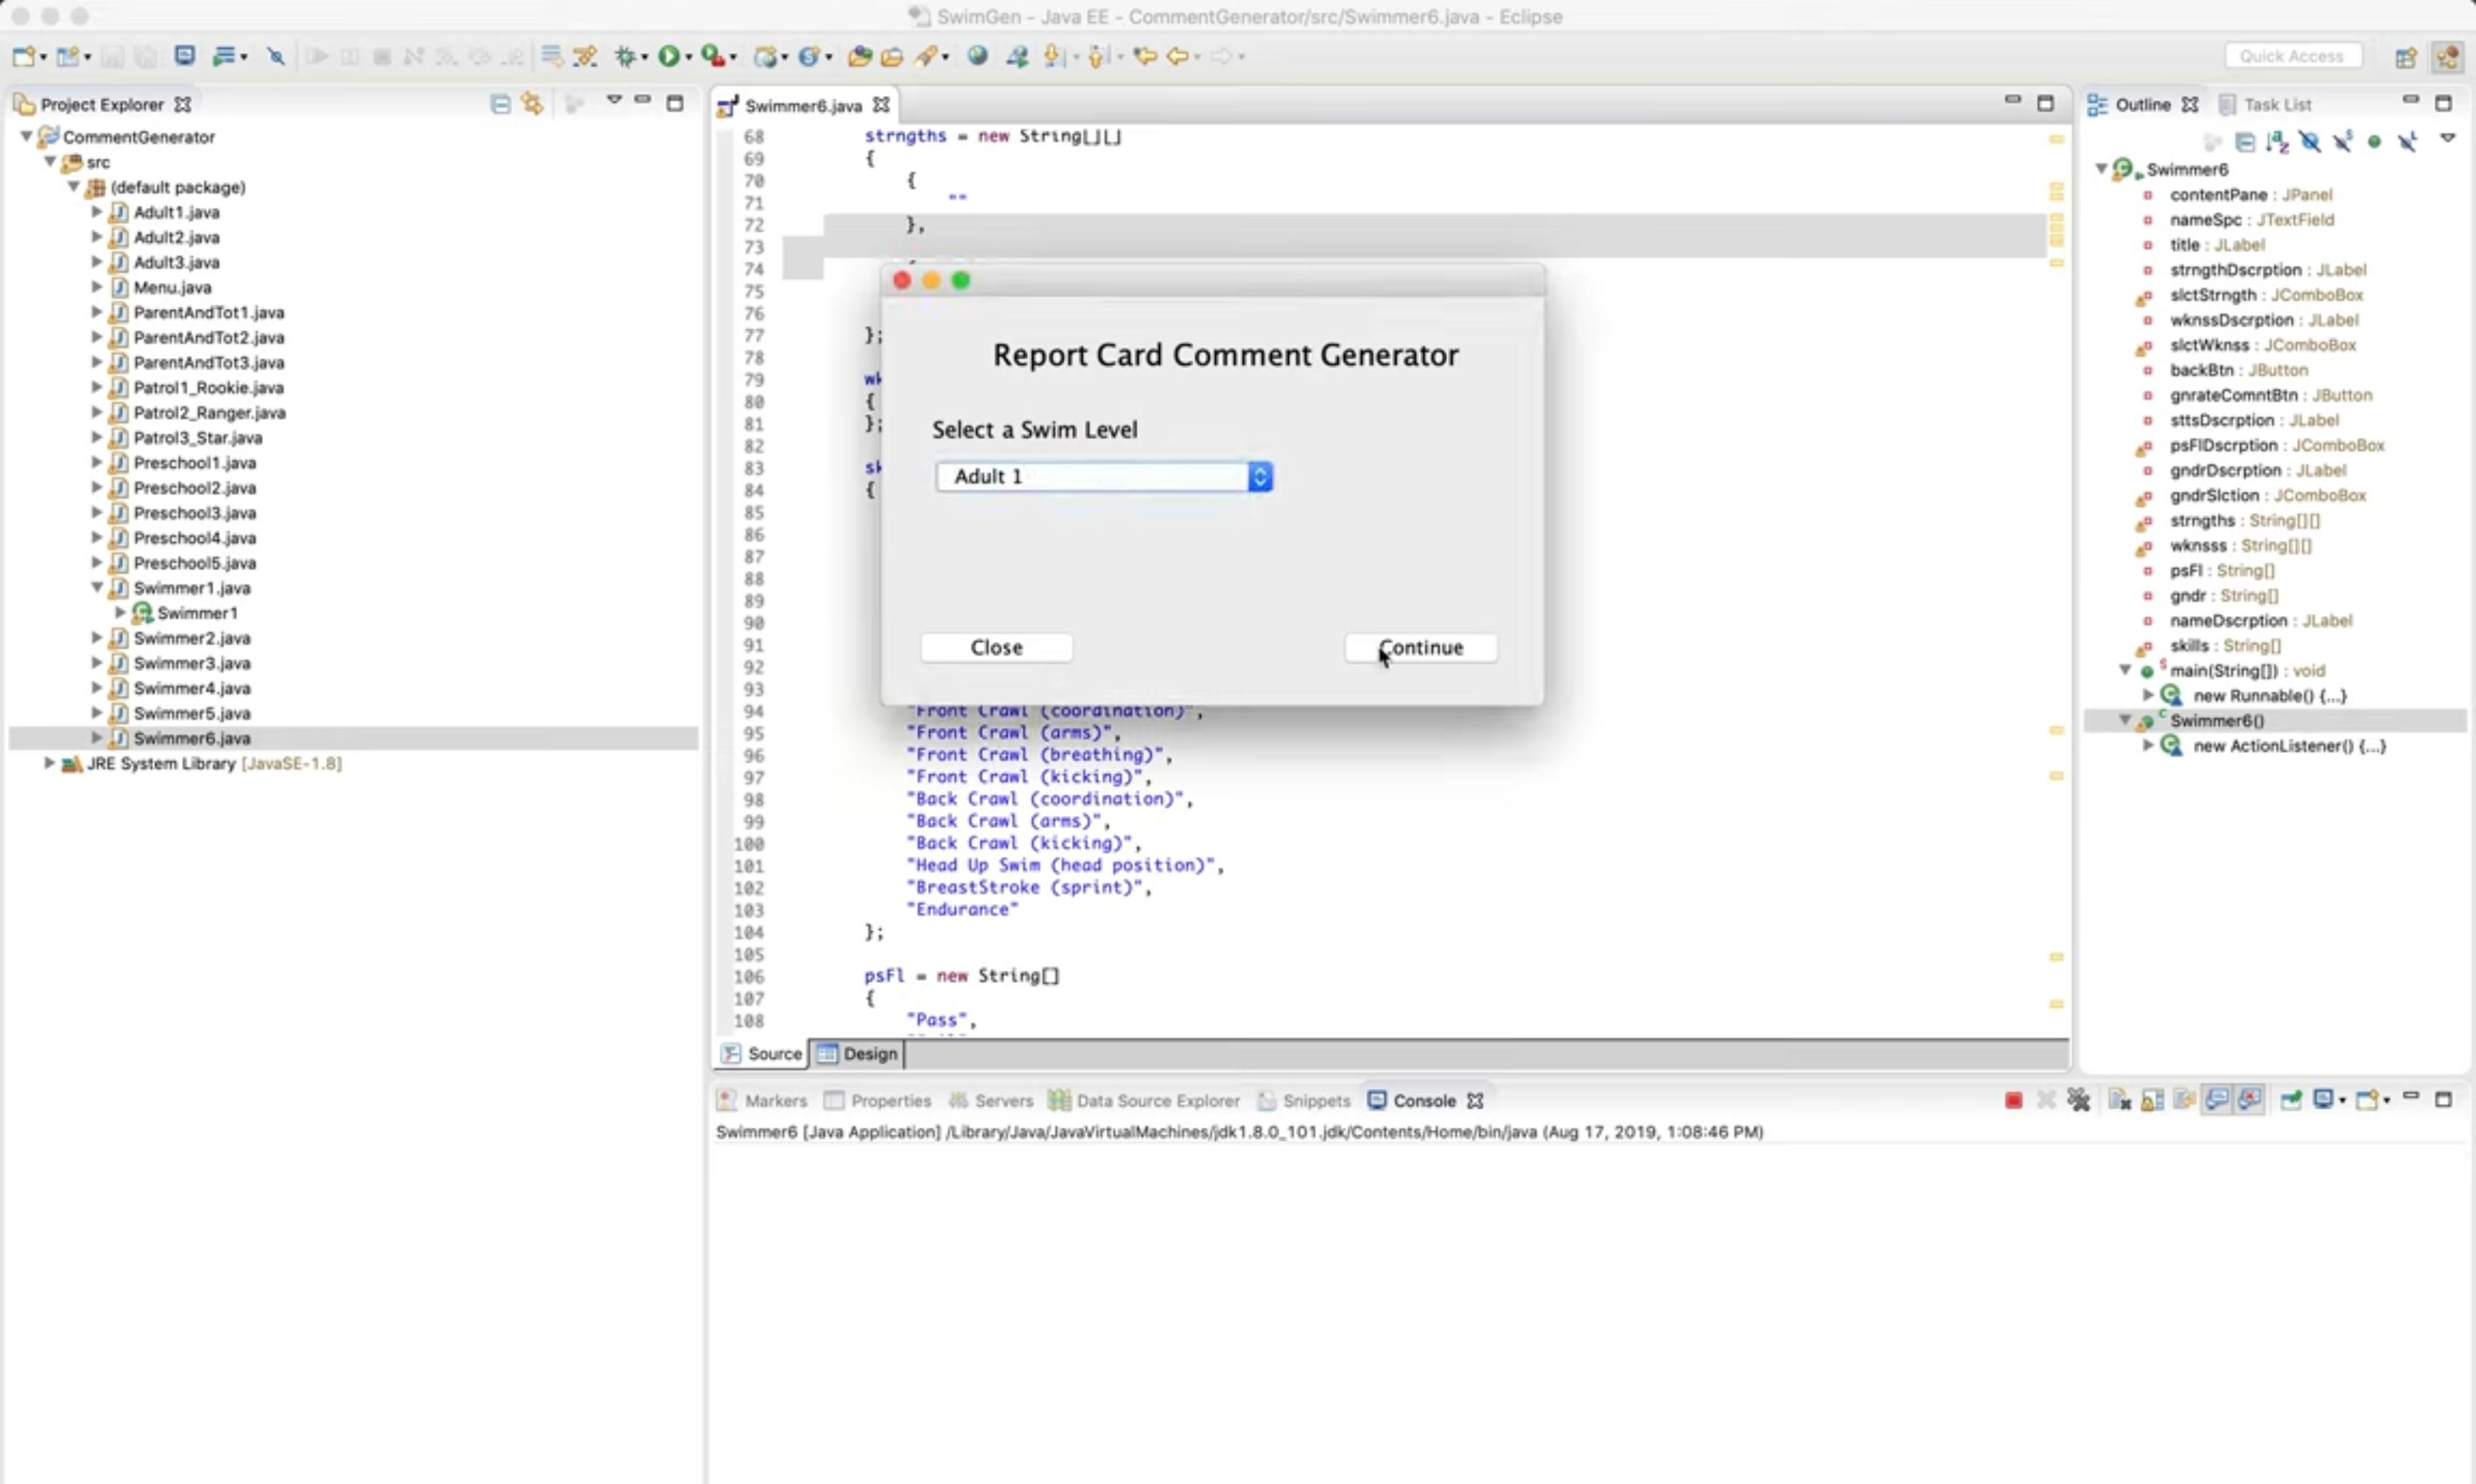 SwimGen - Java EE - CommentGenerator/src/Swimmer6.java - Eclipse
Quick Access
Project Explorer
CommentGenerator
src
(default package)
Adult1.java
Adult2.java
Adult3.java
Menu.java
ParentAndTot1.java
ParentAndTot2.java
ParentAndTot3.java
Patrol1_Rookie.java
Patrol2_Ranger.java
Patrol3_Star.java
Preschool1.java
Preschool2.java
Preschool3.java
Preschool4.java
Preschool5.java
Swimmer1.java
Swimmer1
Swimmer2.java
Swimmer3.java
Swimmer4.java
Swimmer5.java
Swimmer6.java
JRE System Library [JavaSE-1.8]
Swimmer6.java
68 strngths = new String[][]
69 {
70 {
71 ""
72 },
73
74 {
75
76
77 };
78
79 wk
80 {
81 };
82
83 sk
84 {
85
86
87
88
89
90
91
92
93
94 "Front Crawl (coordination)",
95 "Front Crawl (arms)",
96 "Front Crawl (breathing)",
97 "Front Crawl (kicking)",
98 "Back Crawl (coordination)",
99 "Back Crawl (arms)",
100 "Back Crawl (kicking)",
101 "Head Up Swim (head position)",
102 "BreastStroke (sprint)",
103 "Endurance"
104 };
105
106 psFl = new String[]
107 {
108 "Pass",
Source Design
Report Card Comment Generator
Select a Swim Level
Adult 1
Close
Continue
Outline Task List
Swimmer6
contentPane : JPanel
nameSpc : JTextField
title : JLabel
strngthDscrption : JLabel
slctStrngth : JComboBox
wknssDscrption : JLabel
slctWknss : JComboBox
backBtn : JButton
gnrateComntBtn : JButton
sttsDscrption : JLabel
psFlDscrption : JComboBox
gndrDscrption : JLabel
gndrSlction : JComboBox
strngths : String[][]
wknsss : String[][]
psFl : String[]
gndr : String[]
nameDscrption : JLabel
skills : String[]
main(String[]) : void
new Runnable() {...}
Swimmer6()
new ActionListener() {...}
Markers Properties Servers Data Source Explorer Snippets Console
Swimmer6 [Java Application] /Library/Java/JavaVirtualMachines/jdk1.8.0_101.jdk/Contents/Home/bin/java (Aug 17, 2019, 1:08:46 PM)